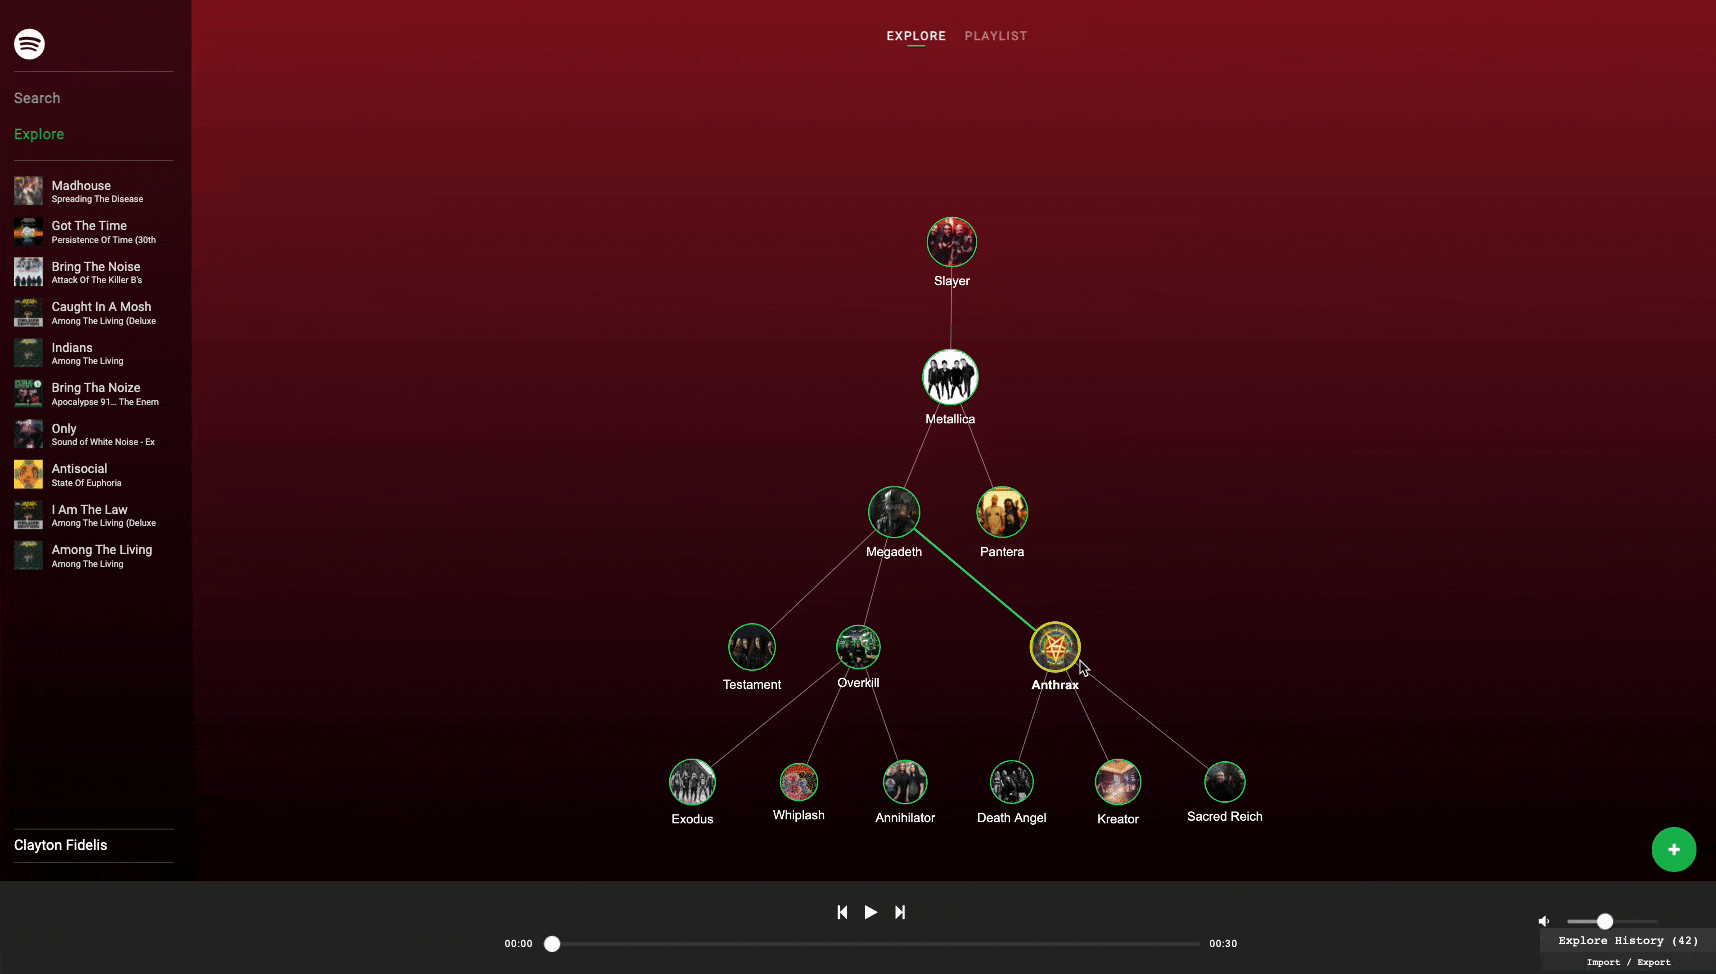 EXPLORE PLAYLIST
Search
Explore
Madhouse
Spreading The Disease
Got The Time
Persistence Of Time (30th
Bring The Noise
Attack Of The Killer B's
Caught In A Mosh
Among The Living (Deluxe
Indians
Among The Living
Bring Tha Noize
Apocalypse 91... The Enem
Only
Sound of White Noise - Ex
Antisocial
State Of Euphoria
I Am The Law
Among The Living (Deluxe
Among The Living
Among The Living
Clayton Fidelis
Slayer
Metallica
Megadeth Pantera
Testament Overkill Anthrax
Exodus Whiplash Annihilator Death Angel Kreator Sacred Reich
00:00 00:30
Explore History (42)
Import / Export